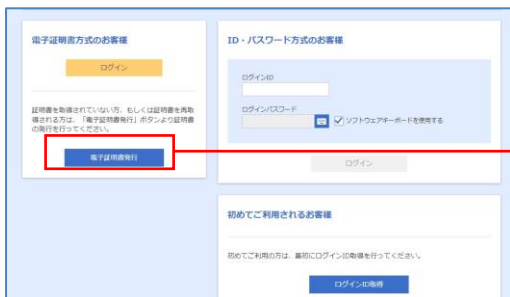 電子証明書方式のお客様
ログイン
証明書を取得されていない方、もしくは証明書を再取
得される方は、「電子証明書発行」ボタンより証明書
の発行を行ってください。
電子証明書発行
ID・パスワード方式のお客様
ログインID
ログインパスワード
ソフトウェアキーボードを使用する
ログイン
初めてご利用されるお客様
初めてご利用の方は、最初にログインID取得を行ってください。
ログインID取得